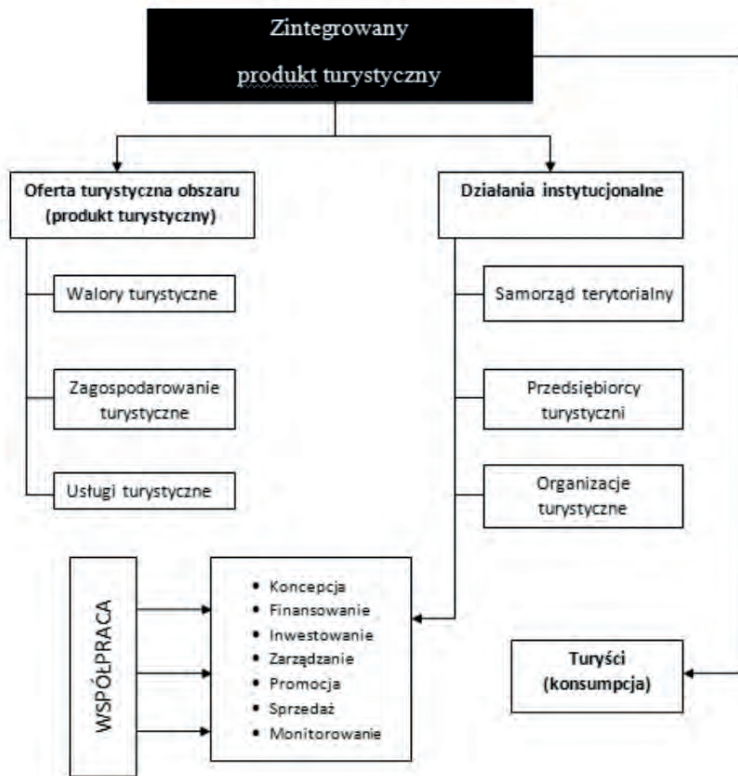 Zintegrowany
produkt turystyczny
Oferta turystyczna obszaru
(produkt turystyczny)
Walory turystyczne
Zagospodarowanie
turystyczne
Usługi turystyczne
Działania instytucjonalne
Samorząd terytorialny
Przedsiębiorcy
turystyczni
Organizacje
turystyczne
WSPÓŁPRACA
• Koncepcja
• Finansowanie
• Inwestowanie
• Zarządzanie
• Promocja
• Sprzedaż
• Monitorowanie
Turyści
(konsumpcja)